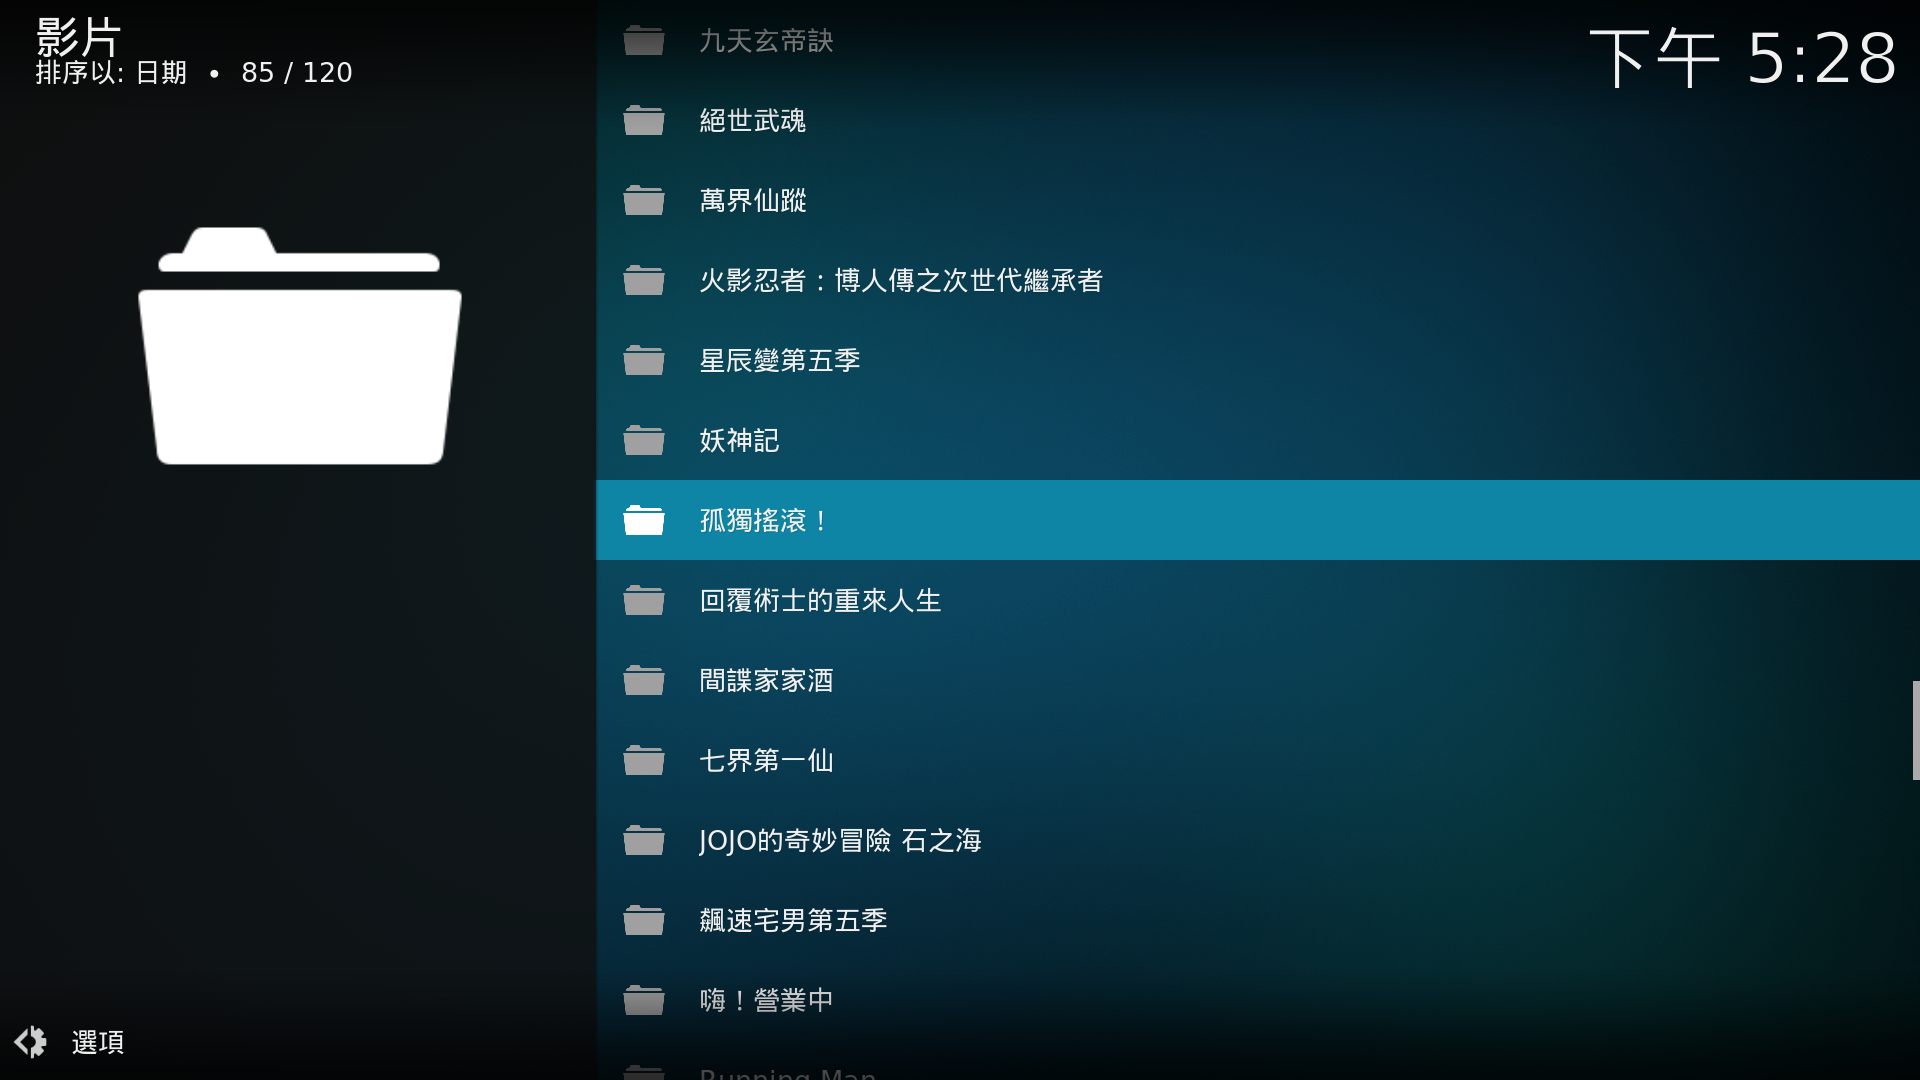 影片
排序以: 日期 • 85 / 120
下午 5:28
九天玄帝訣
絕世武魂
萬界仙蹤
火影忍者：博人傳之次世代繼承者
星辰變第五季
妖神記
孤獨搖滾！
回覆術士的重來人生
間諜家家酒
七界第一仙
JOJO的奇妙冒險 石之海
飆速宅男第五季
嗨！營業中
Running Man
選項